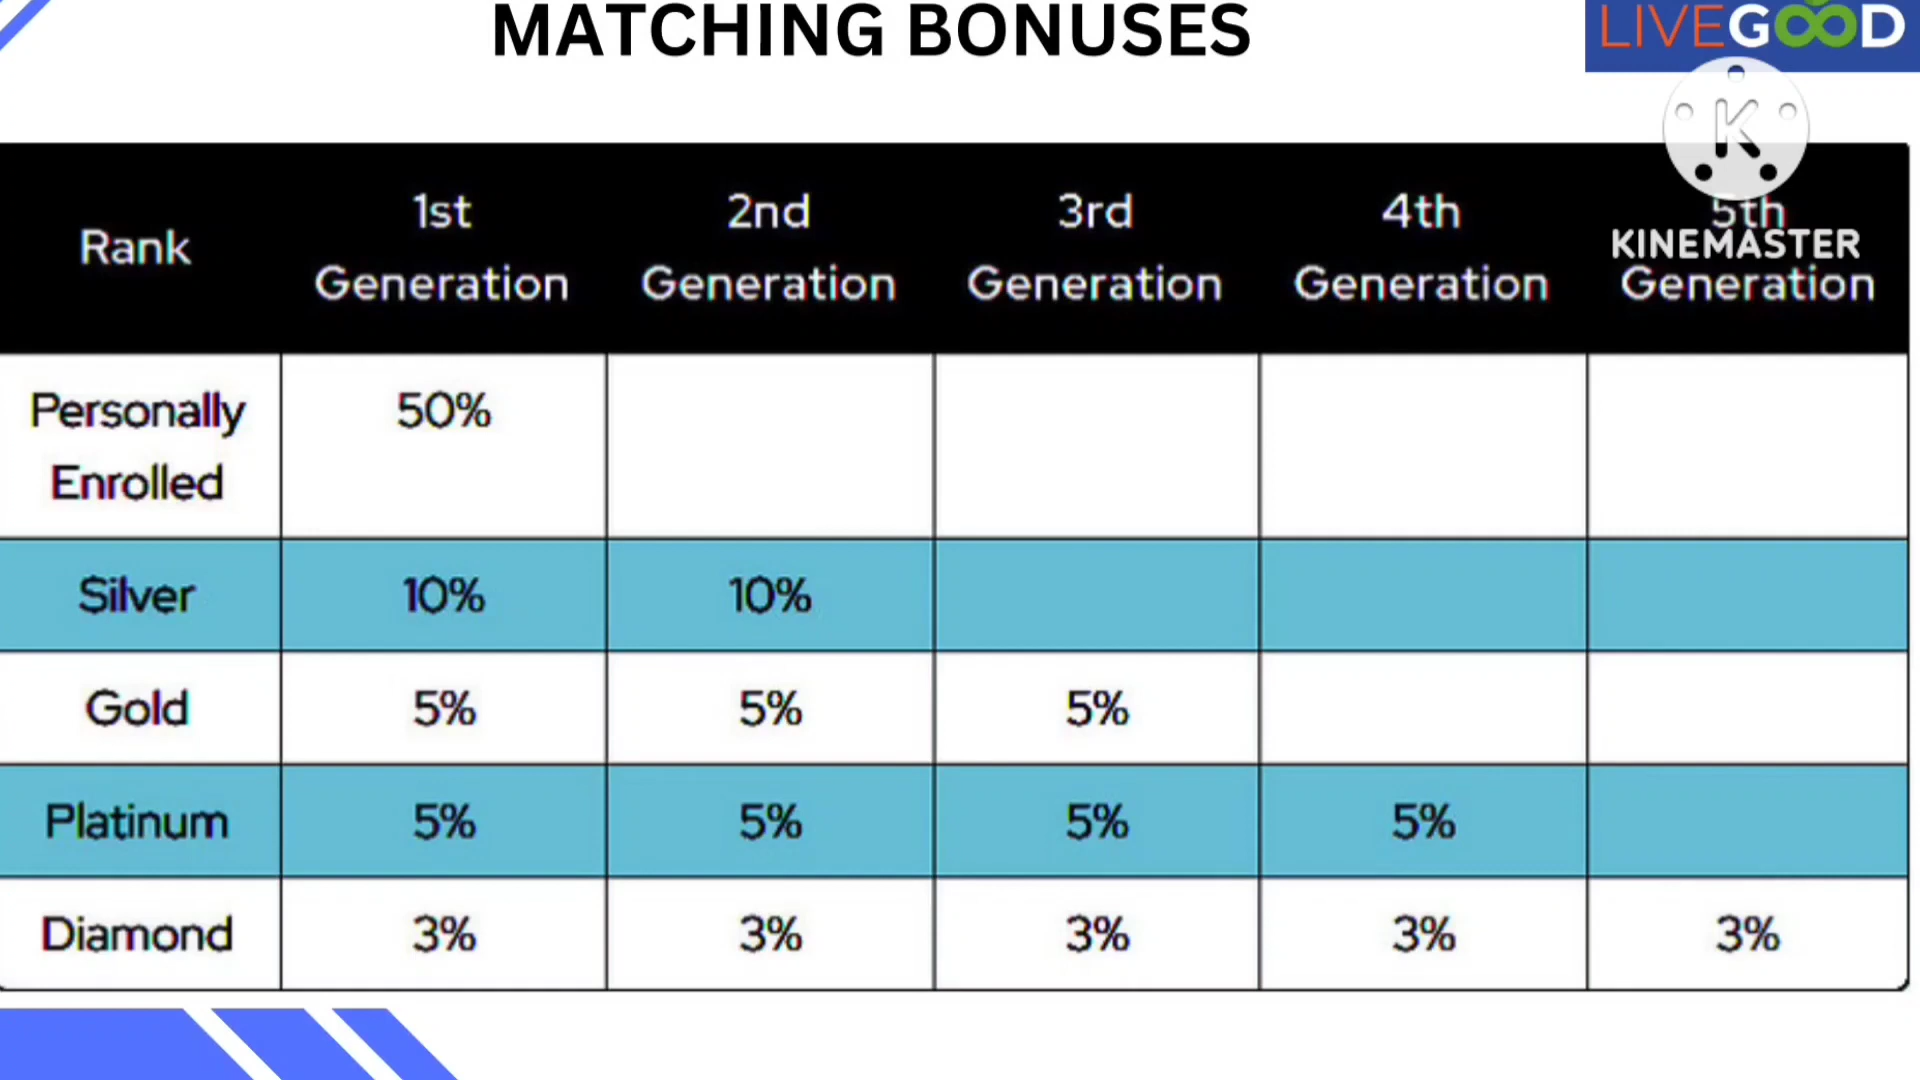 MATCHING BONUSES
LIVEGOOD
K
KINEMASTER
Rank
1st
Generation
2nd
Generation
3rd
Generation
4th
Generation
5th
Generation
Personally
Enrolled
50%
Silver
10%
10%
Gold
5%
5%
5%
Platinum
5%
5%
5%
5%
Diamond
3%
3%
3%
3%
3%